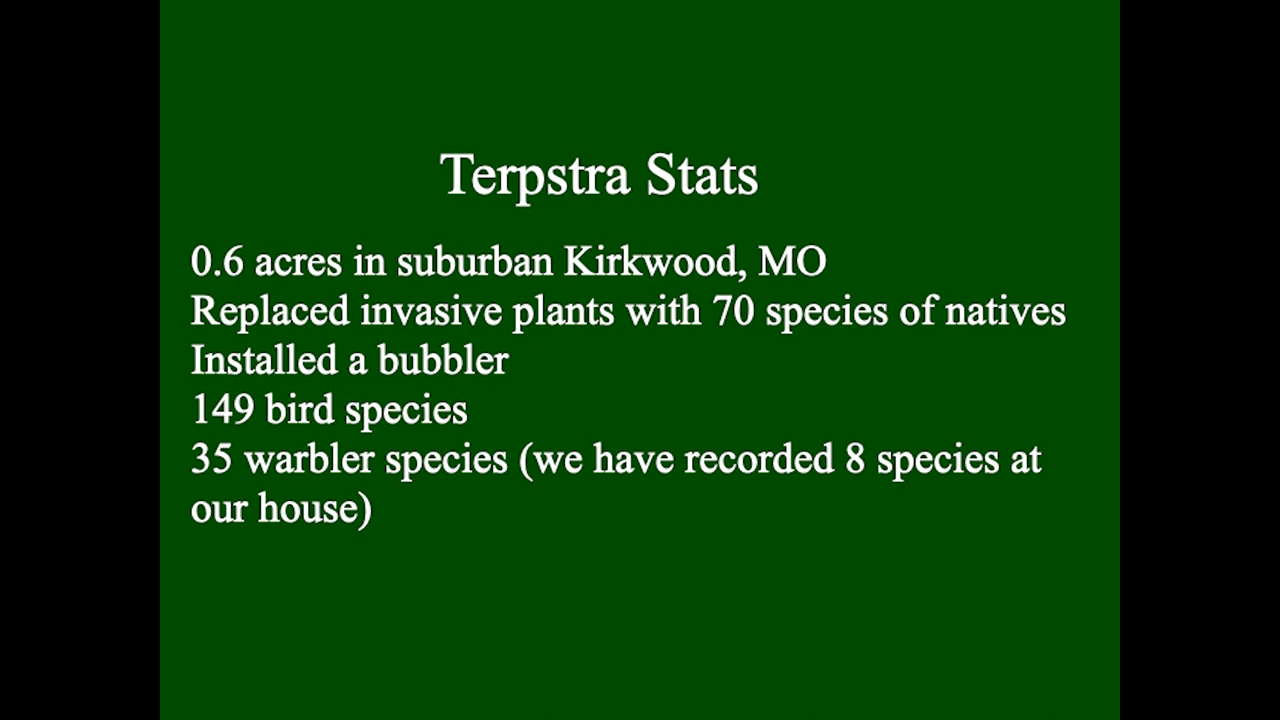 Terpstra Stats
0.6 acres in suburban Kirkwood, MO
Replaced invasive plants with 70 species of natives
Installed a bubbler
149 bird species
35 warbler species (we have recorded 8 species at
our house)